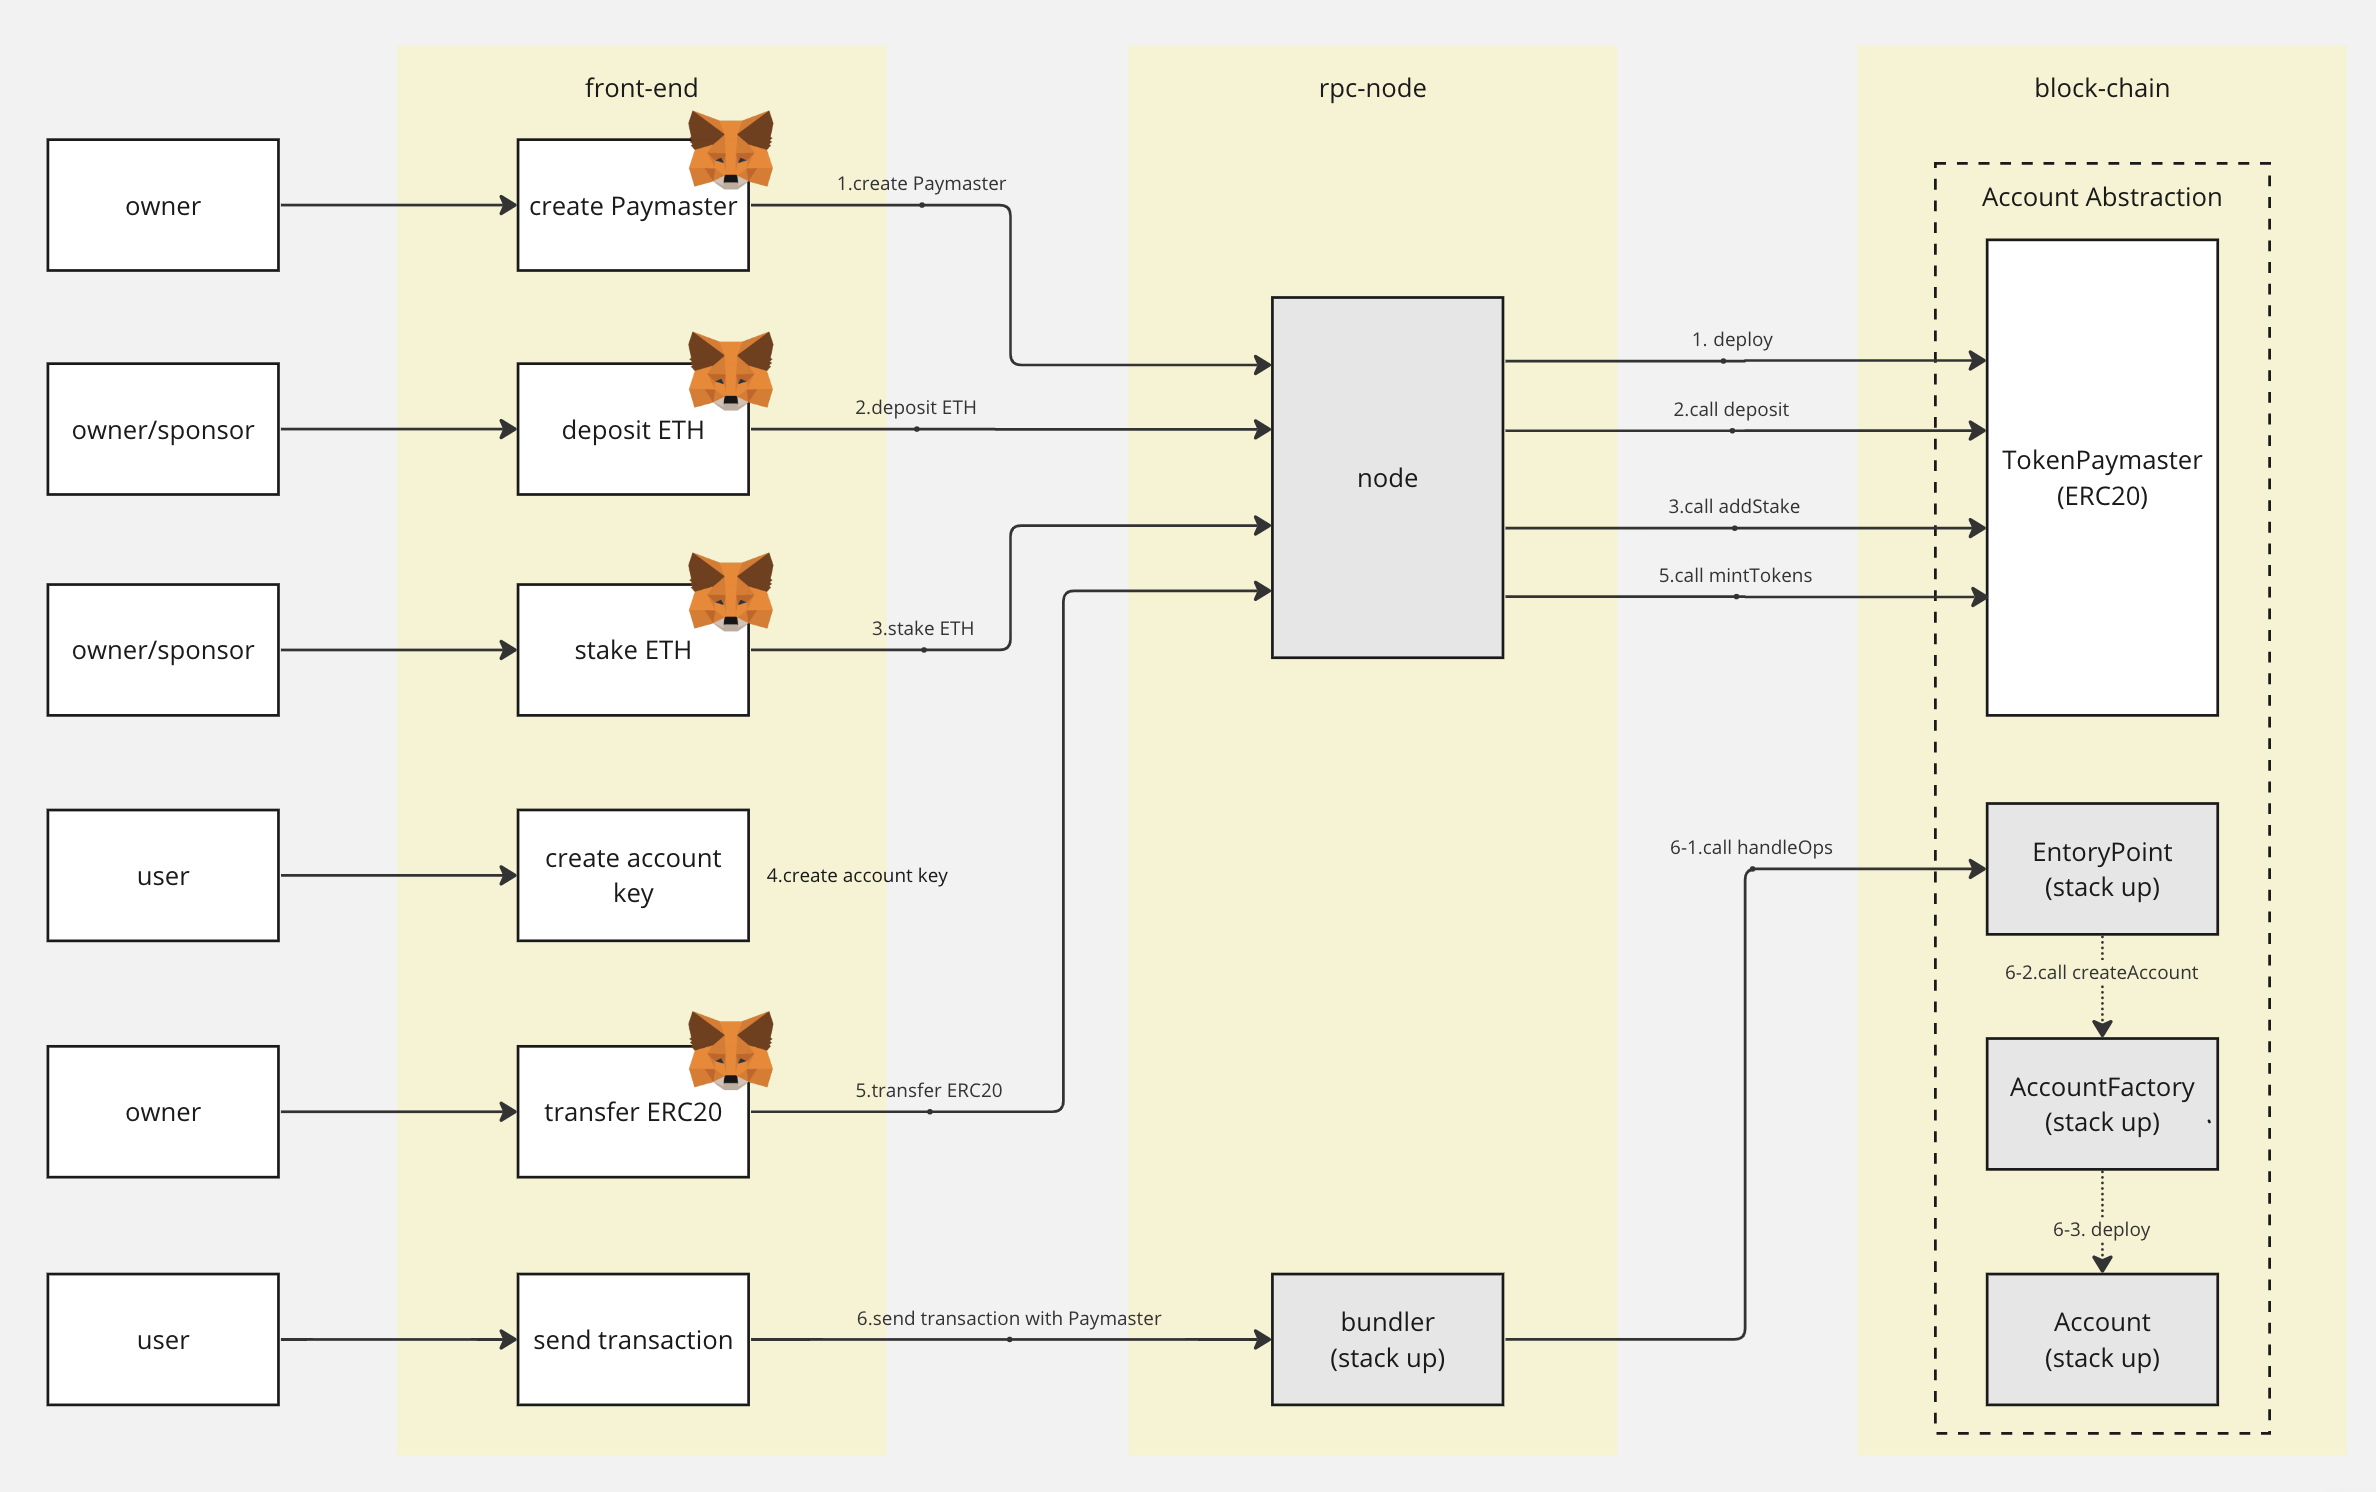 front-end
rpc-node
block-chain
owner
create Paymaster
1.create Paymaster
Account Abstraction
owner/sponsor
deposit ETH
2.deposit ETH
node
1. deploy
2.call deposit
3.call addStake
5.call mintTokens
TokenPaymaster
(ERC20)
owner/sponsor
stake ETH
3.stake ETH
user
create account
key
4.create account key
6-1.call handleOps
EntoryPoint
(stack up)
6-2.call createAccount
owner
transfer ERC20
5.transfer ERC20
AccountFactory
(stack up)
6-3. deploy
user
send transaction
6.send transaction with Paymaster
bundler
(stack up)
Account
(stack up)